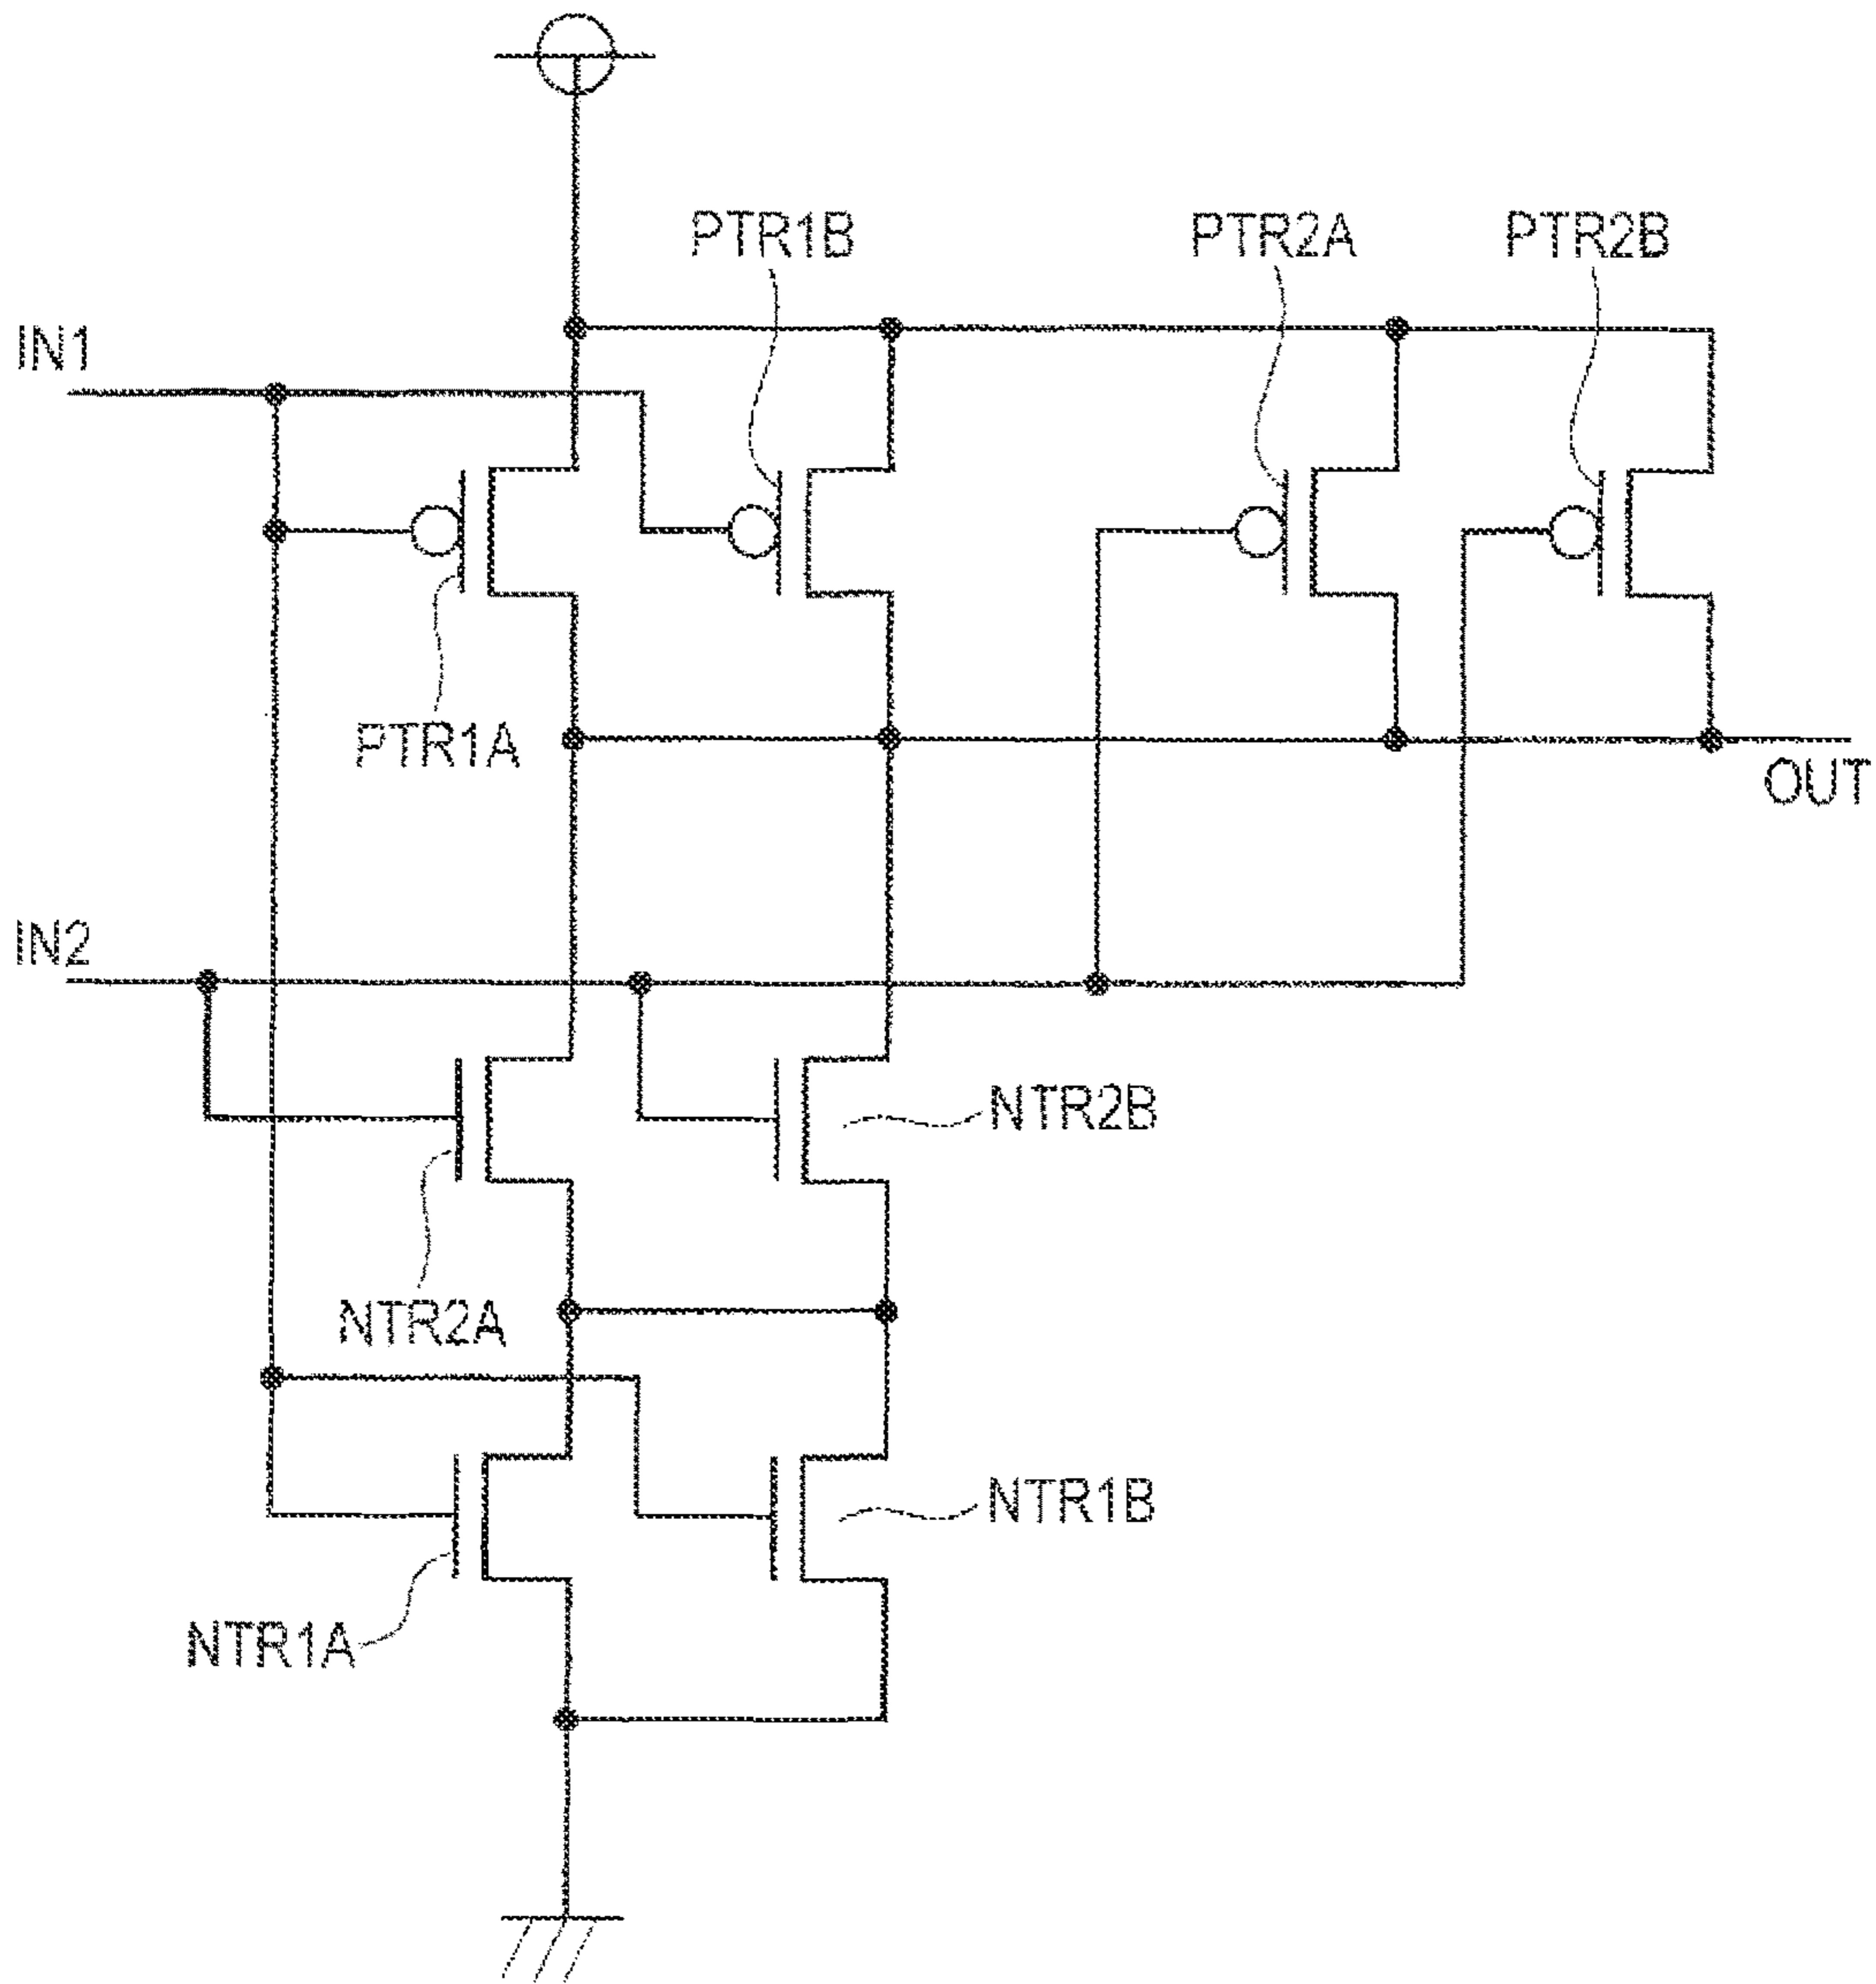 PTR1B
PTR2A
PTR2B
IN1
PTR1A
OUT
IN2
NTR2B
NTR2A
NTR1B
NTR1A